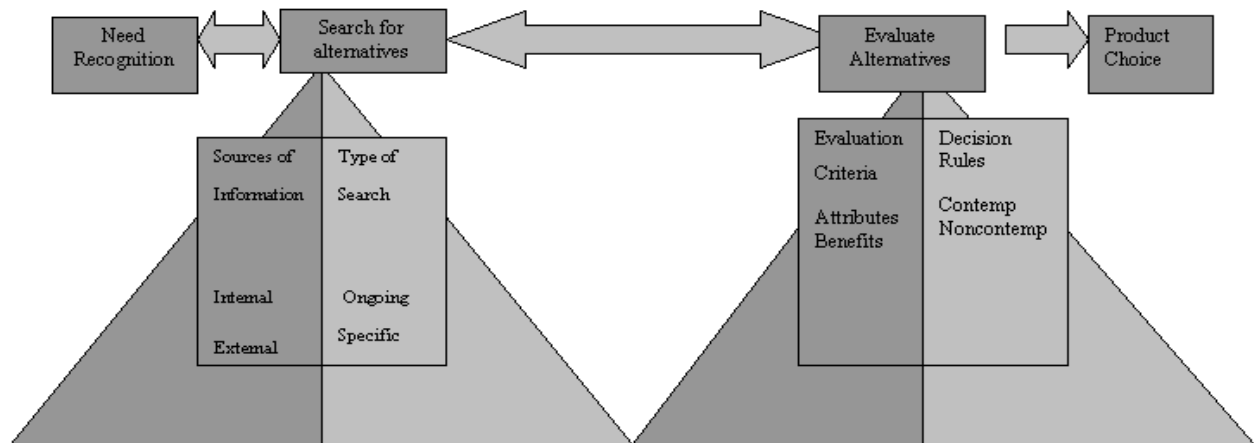 Need
Recognition
Search for
alternatives
Evaluate
Alternatives
Product
Choice
Sources of
Information
Internal
External
Type of
Search
Ongoing
Specific
Evaluation
Criteria
Attributes
Benefits
Decision
Rules
Contemp
Noncontemp